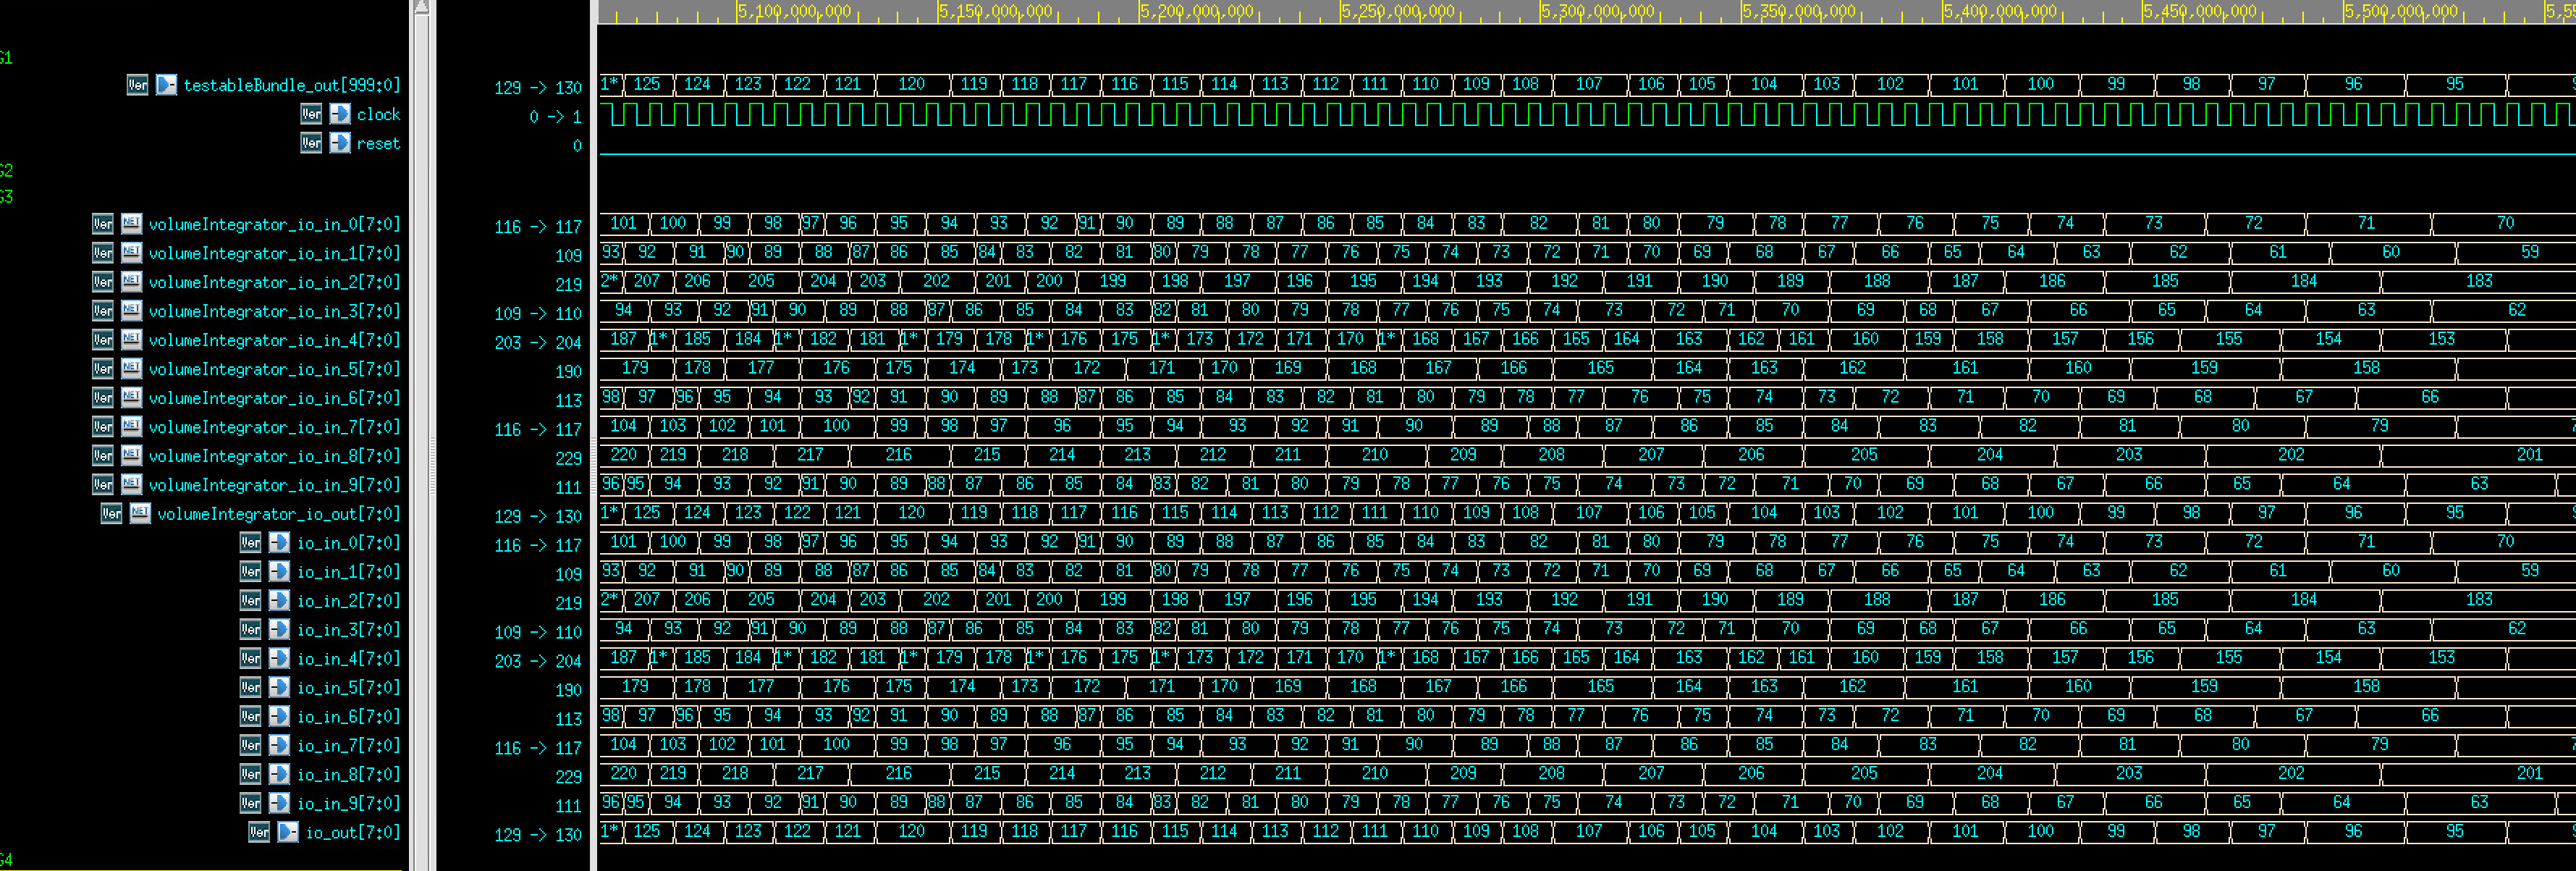 5,100,000,000 5,150,000,000 5,200,000,000 5,250,000,000 5,300,000,000 5,350,000,000 5,400,000,000 5,450,000,000 5,500,000,000 5,55
G1
Ver testableBundle_out[999:0] 129 -> 130 1* 125 124 123 122 121 120 119 118 117 116 115 114 113 112 111 110 109 108 107 106 105 104 103 102 101 100 99 98 97 96 95
Ver clock 0 -> 1
Ver reset 0
G2
G3
Ver NET volumeIntegrator_io_in_0[7:0] 116 -> 117 101 100 99 98 97 96 95 94 93 92 91 90 89 88 87 86 85 84 83 82 81 80 79 78 77 76 75 74 73 72 71 70
Ver NET volumeIntegrator_io_in_1[7:0] 109 93 92 91 90 89 88 87 86 85 84 83 82 81 80 79 78 77 76 75 74 73 72 71 70 69 68 67 66 65 64 63 62 61 60 59
Ver NET volumeIntegrator_io_in_2[7:0] 219 2* 207 206 205 204 203 202 201 200 199 198 197 196 195 194 193 192 191 190 189 188 187 186 185 184 183
Ver NET volumeIntegrator_io_in_3[7:0] 109 -> 110 94 93 92 91 90 89 88 87 86 85 84 83 82 81 80 79 78 77 76 75 74 73 72 71 70 69 68 67 66 65 64 63 62
Ver NET volumeIntegrator_io_in_4[7:0] 203 -> 204 187 1* 185 184 1* 182 181 1* 179 178 1* 176 175 1* 173 172 171 170 1* 168 167 166 165 164 163 162 161 160 159 158 157 156 155 154 153
Ver NET volumeIntegrator_io_in_5[7:0] 190 179 178 177 176 175 174 173 172 171 170 169 168 167 166 165 164 163 162 161 160 159 158
Ver NET volumeIntegrator_io_in_6[7:0] 113 98 97 96 95 94 93 92 91 90 89 88 87 86 85 84 83 82 81 80 79 78 77 76 75 74 73 72 71 70 69 68 67 66
Ver NET volumeIntegrator_io_in_7[7:0] 116 -> 117 104 103 102 101 100 99 98 97 96 95 94 93 92 91 90 89 88 87 86 85 84 83 82 81 80 79
Ver NET volumeIntegrator_io_in_8[7:0] 229 220 219 218 217 216 215 214 213 212 211 210 209 208 207 206 205 204 203 202 201
Ver NET volumeIntegrator_io_in_9[7:0] 111 96 95 94 93 92 91 90 89 88 87 86 85 84 83 82 81 80 79 78 77 76 75 74 73 72 71 70 69 68 67 66 65 64 63
Ver NET volumeIntegrator_io_out[7:0] 129 -> 130 1* 125 124 123 122 121 120 119 118 117 116 115 114 113 112 111 110 109 108 107 106 105 104 103 102 101 100 99 98 97 96 95
Ver io_in_0[7:0] 116 -> 117 101 100 99 98 97 96 95 94 93 92 91 90 89 88 87 86 85 84 83 82 81 80 79 78 77 76 75 74 73 72 71 70
Ver io_in_1[7:0] 109 93 92 91 90 89 88 87 86 85 84 83 82 81 80 79 78 77 76 75 74 73 72 71 70 69 68 67 66 65 64 63 62 61 60 59
Ver io_in_2[7:0] 219 2* 207 206 205 204 203 202 201 200 199 198 197 196 195 194 193 192 191 190 189 188 187 186 185 184 183
Ver io_in_3[7:0] 109 -> 110 94 93 92 91 90 89 88 87 86 85 84 83 82 81 80 79 78 77 76 75 74 73 72 71 70 69 68 67 66 65 64 63 62
Ver io_in_4[7:0] 203 -> 204 187 1* 185 184 1* 182 181 1* 179 178 1* 176 175 1* 173 172 171 170 1* 168 167 166 165 164 163 162 161 160 159 158 157 156 155 154 153
Ver io_in_5[7:0] 190 179 178 177 176 175 174 173 172 171 170 169 168 167 166 165 164 163 162 161 160 159 158
Ver io_in_6[7:0] 113 98 97 96 95 94 93 92 91 90 89 88 87 86 85 84 83 82 81 80 79 78 77 76 75 74 73 72 71 70 69 68 67 66
Ver io_in_7[7:0] 116 -> 117 104 103 102 101 100 99 98 97 96 95 94 93 92 91 90 89 88 87 86 85 84 83 82 81 80 79
Ver io_in_8[7:0] 229 220 219 218 217 216 215 214 213 212 211 210 209 208 207 206 205 204 203 202 201
Ver io_in_9[7:0] 111 96 95 94 93 92 91 90 89 88 87 86 85 84 83 82 81 80 79 78 77 76 75 74 73 72 71 70 69 68 67 66 65 64 63
Ver io_out[7:0] 129 -> 130 1* 125 124 123 122 121 120 119 118 117 116 115 114 113 112 111 110 109 108 107 106 105 104 103 102 101 100 99 98 97 96 95
G4